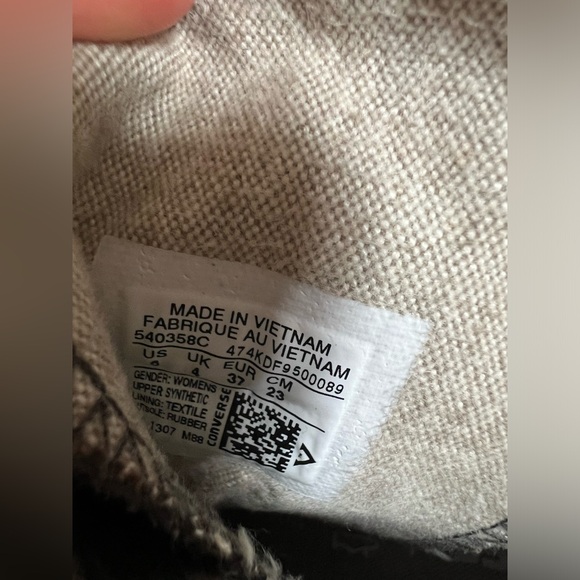 MADE IN VIETNAM
FABRIQUE AU VIETNAM
540358C 474KDF9500089
US UK EUR CM
4 37 23
GENDER: WOMENS
UPPER SYNTHETIC
LINING: TEXTILE
RUBBER
1307 M88
CONVERSE